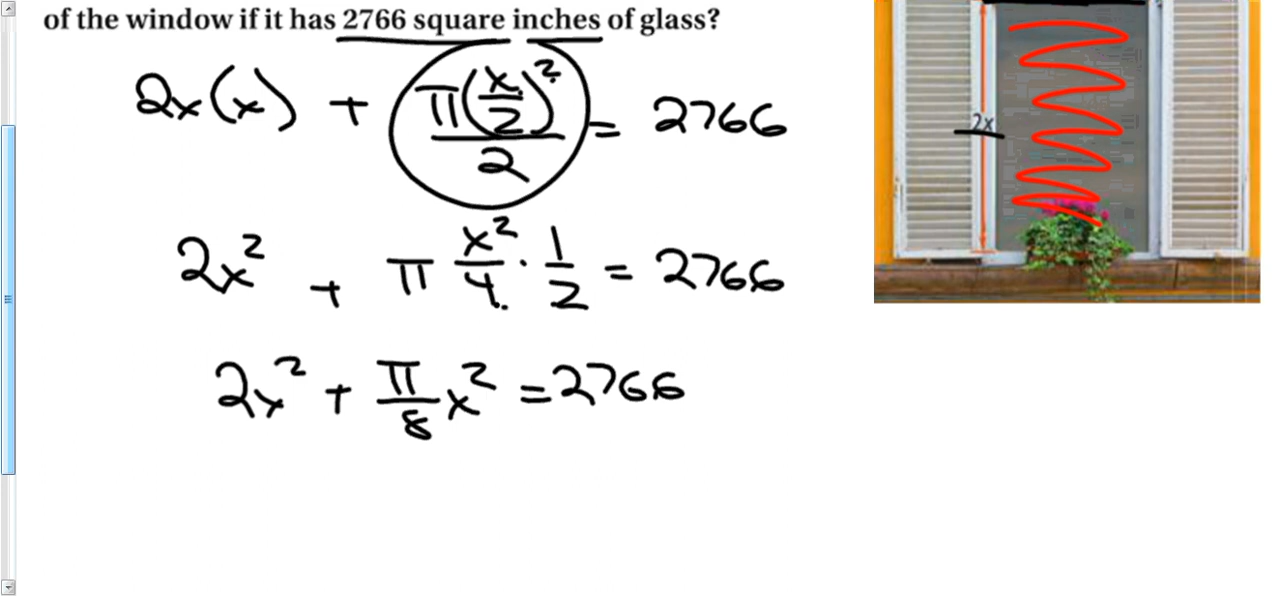 of the window if it has 2766 square inches of glass?
2x(x) + π(x/2)²/2 = 2766
2x
2x² + π x²/4 · 1/2 = 2766
2x² + π/8 x² = 2766